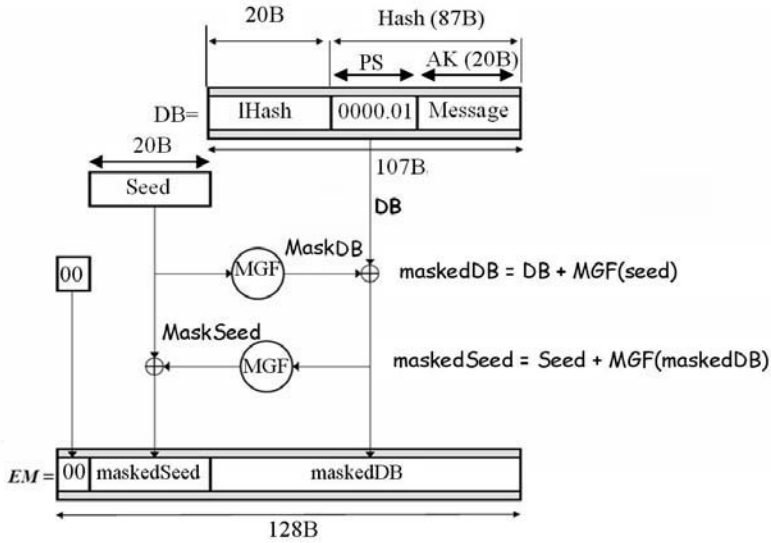 20B Hash (87B)
PS AK (20B)
DB= lHash 0000.01 Message
20B 107B
Seed
DB
MaskDB
00 MGF maskedDB = DB + MGF(seed)
MaskSeed
MGF maskedSeed = Seed + MGF(maskedDB)
EM= 00 maskedSeed maskedDB
128B